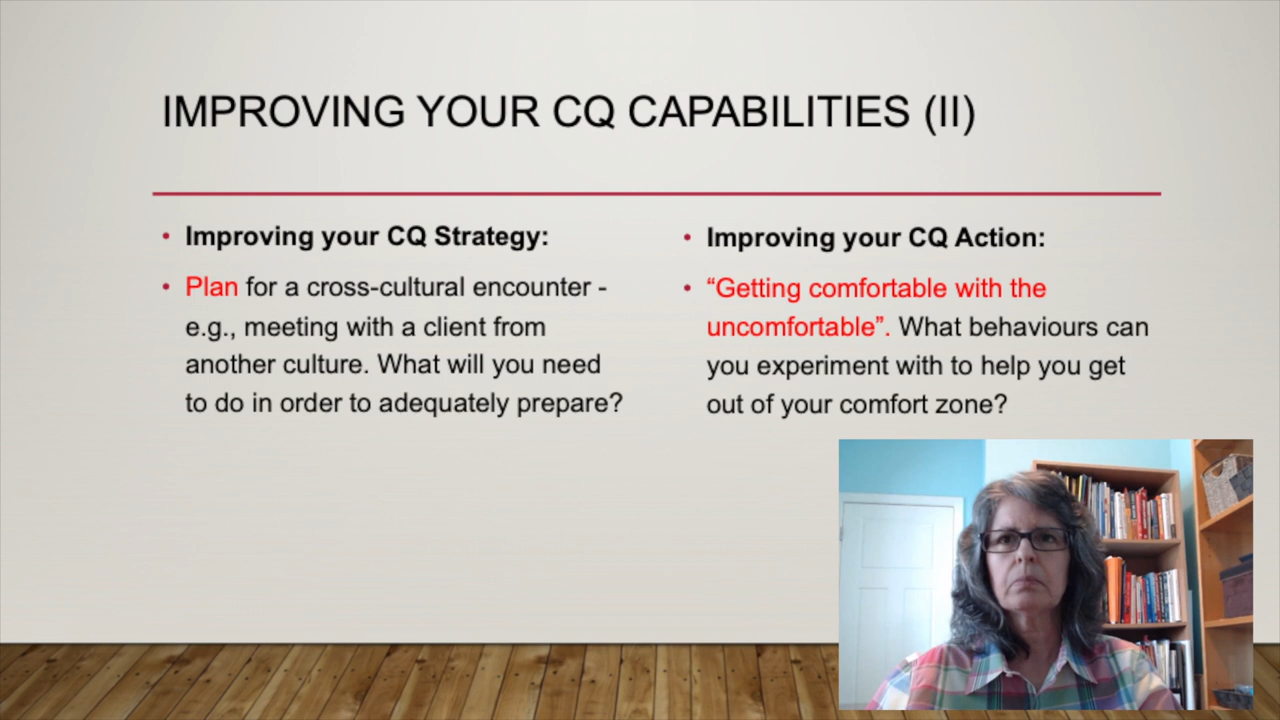 IMPROVING YOUR CQ CAPABILITIES (II)
• Improving your CQ Strategy:
• Plan for a cross-cultural encounter -
e.g., meeting with a client from
another culture. What will you need
to do in order to adequately prepare?
• Improving your CQ Action:
• “Getting comfortable with the
uncomfortable”. What behaviours can
you experiment with to help you get
out of your comfort zone?